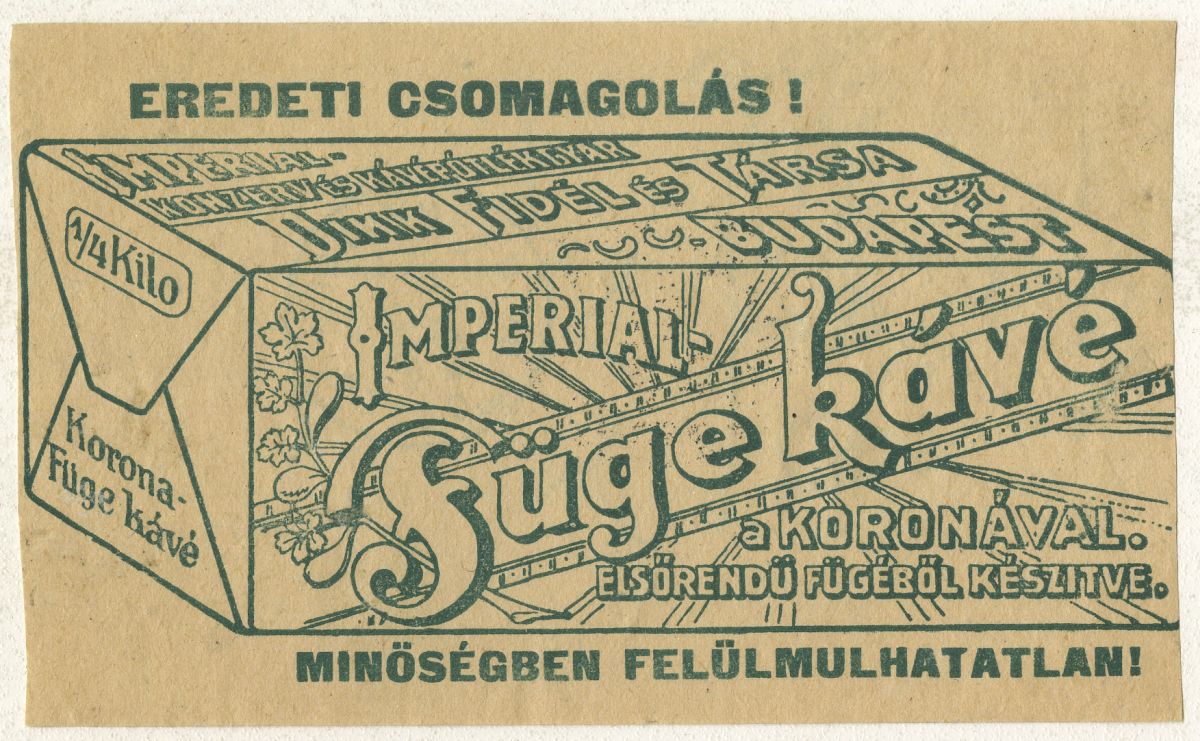 EREDETI CSOMAGOLÁS!
IMPERIAL-
KONZERV ÉS KÁVÉPÓTLÉKGYÁR
UNIK FIDÉL ÉS TÁRSA
BUDAPEST
1/4 Kilo
Korona-
Füge kávé
IMPERIAL-
Füge kávé
a KORONÁVAL.
ELSŐRENDŰ FÜGÉBŐL KÉSZITVE.
MINŐSÉGBEN FELÜLMULHATATLAN!